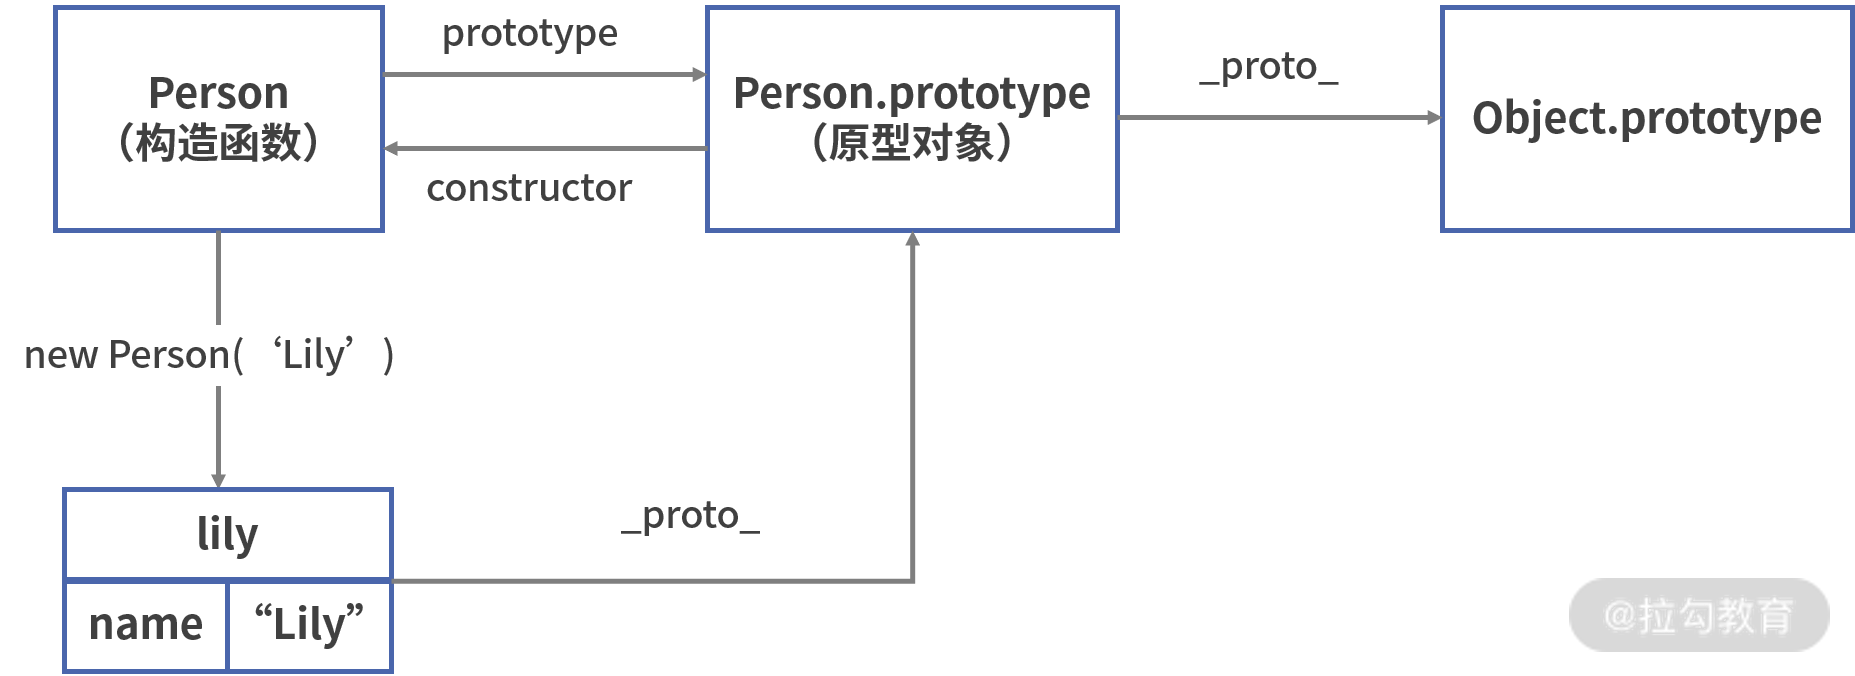 prototype
Person
（构造函数）
constructor
Person.prototype
（原型对象）
_proto_
Object.prototype
new Person(‘Lily’)
lily
name
“Lily”
_proto_
@拉勾教育